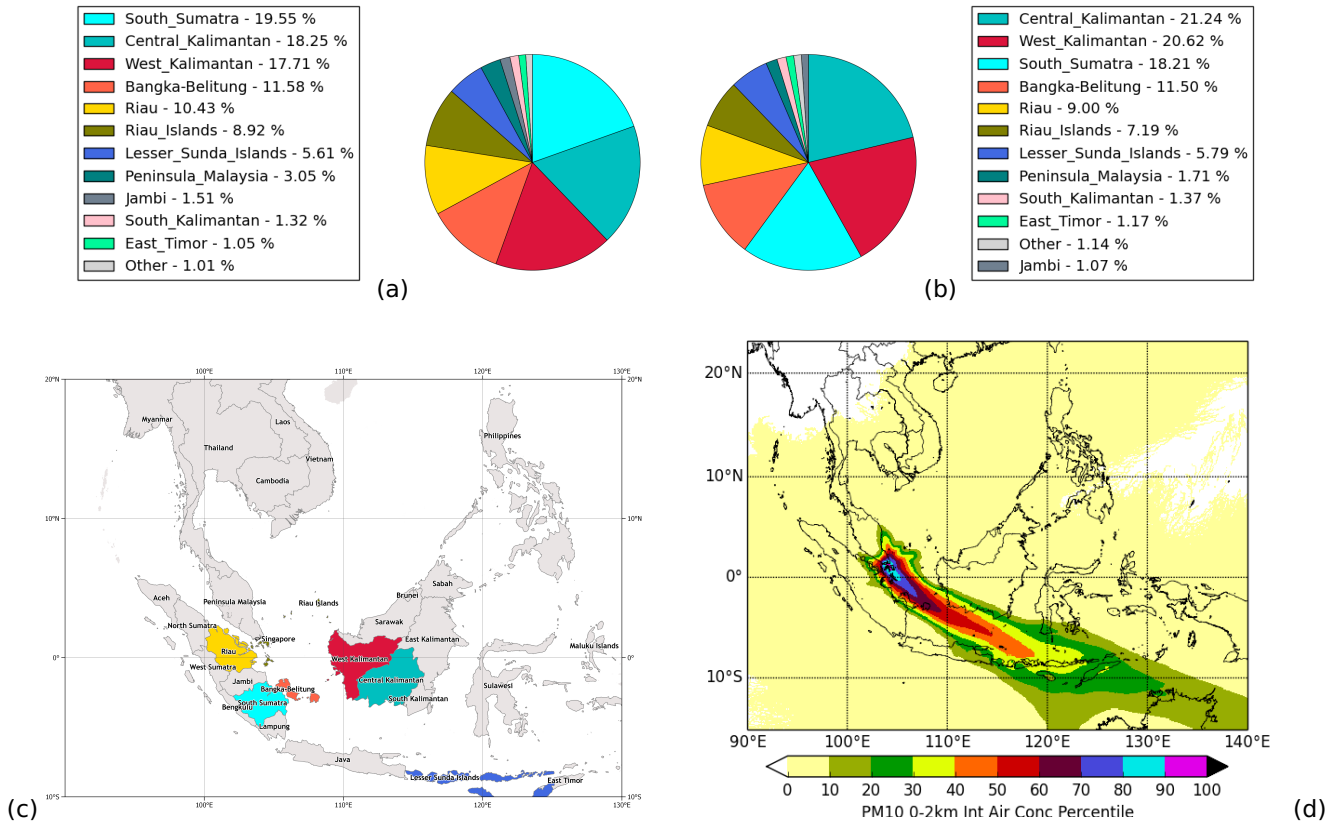 South_Sumatra - 19.55 %
Central_Kalimantan - 18.25 %
West_Kalimantan - 17.71 %
Bangka-Belitung - 11.58 %
Riau - 10.43 %
Riau_Islands - 8.92 %
Lesser_Sunda_Islands - 5.61 %
Peninsula_Malaysia - 3.05 %
Jambi - 1.51 %
South_Kalimantan - 1.32 %
East_Timor - 1.05 %
Other - 1.01 %
(a)
Central_Kalimantan - 21.24 %
West_Kalimantan - 20.62 %
South_Sumatra - 18.21 %
Bangka-Belitung - 11.50 %
Riau - 9.00 %
Riau_Islands - 7.19 %
Lesser_Sunda_Islands - 5.79 %
Peninsula_Malaysia - 1.71 %
South_Kalimantan - 1.37 %
East_Timor - 1.17 %
Other - 1.14 %
Jambi - 1.07 %
(b)
100°E 110°E 120°E 130°E
20°N 20°N
Myanmar
Laos
Thailand
Philippines
Vietnam
Cambodia
10°N 10°N
Sabah
Aceh
Brunei
Peninsula Malaysia
Riau Islands
Sarawak
North Sumatra
Singapore
East Kalimantan
Maluku Islands
Riau
0° 0°
West Kalimantan
West Sumatra
Jambi
Central Kalimantan
Bangka-Belitung
Sulawesi
South Kalimantan
South Sumatra
Bengkulu
Lampung
Java
Lesser Sunda Islands
East Timor
10°S 10°S
100°E 110°E 120°E 130°E
(c)
20°N
10°N
0°
10°S
90°E 100°E 110°E 120°E 130°E 140°E
0 10 20 30 40 50 60 70 80 90 100
PM10 0-2km Int Air Conc Percentile
(d)